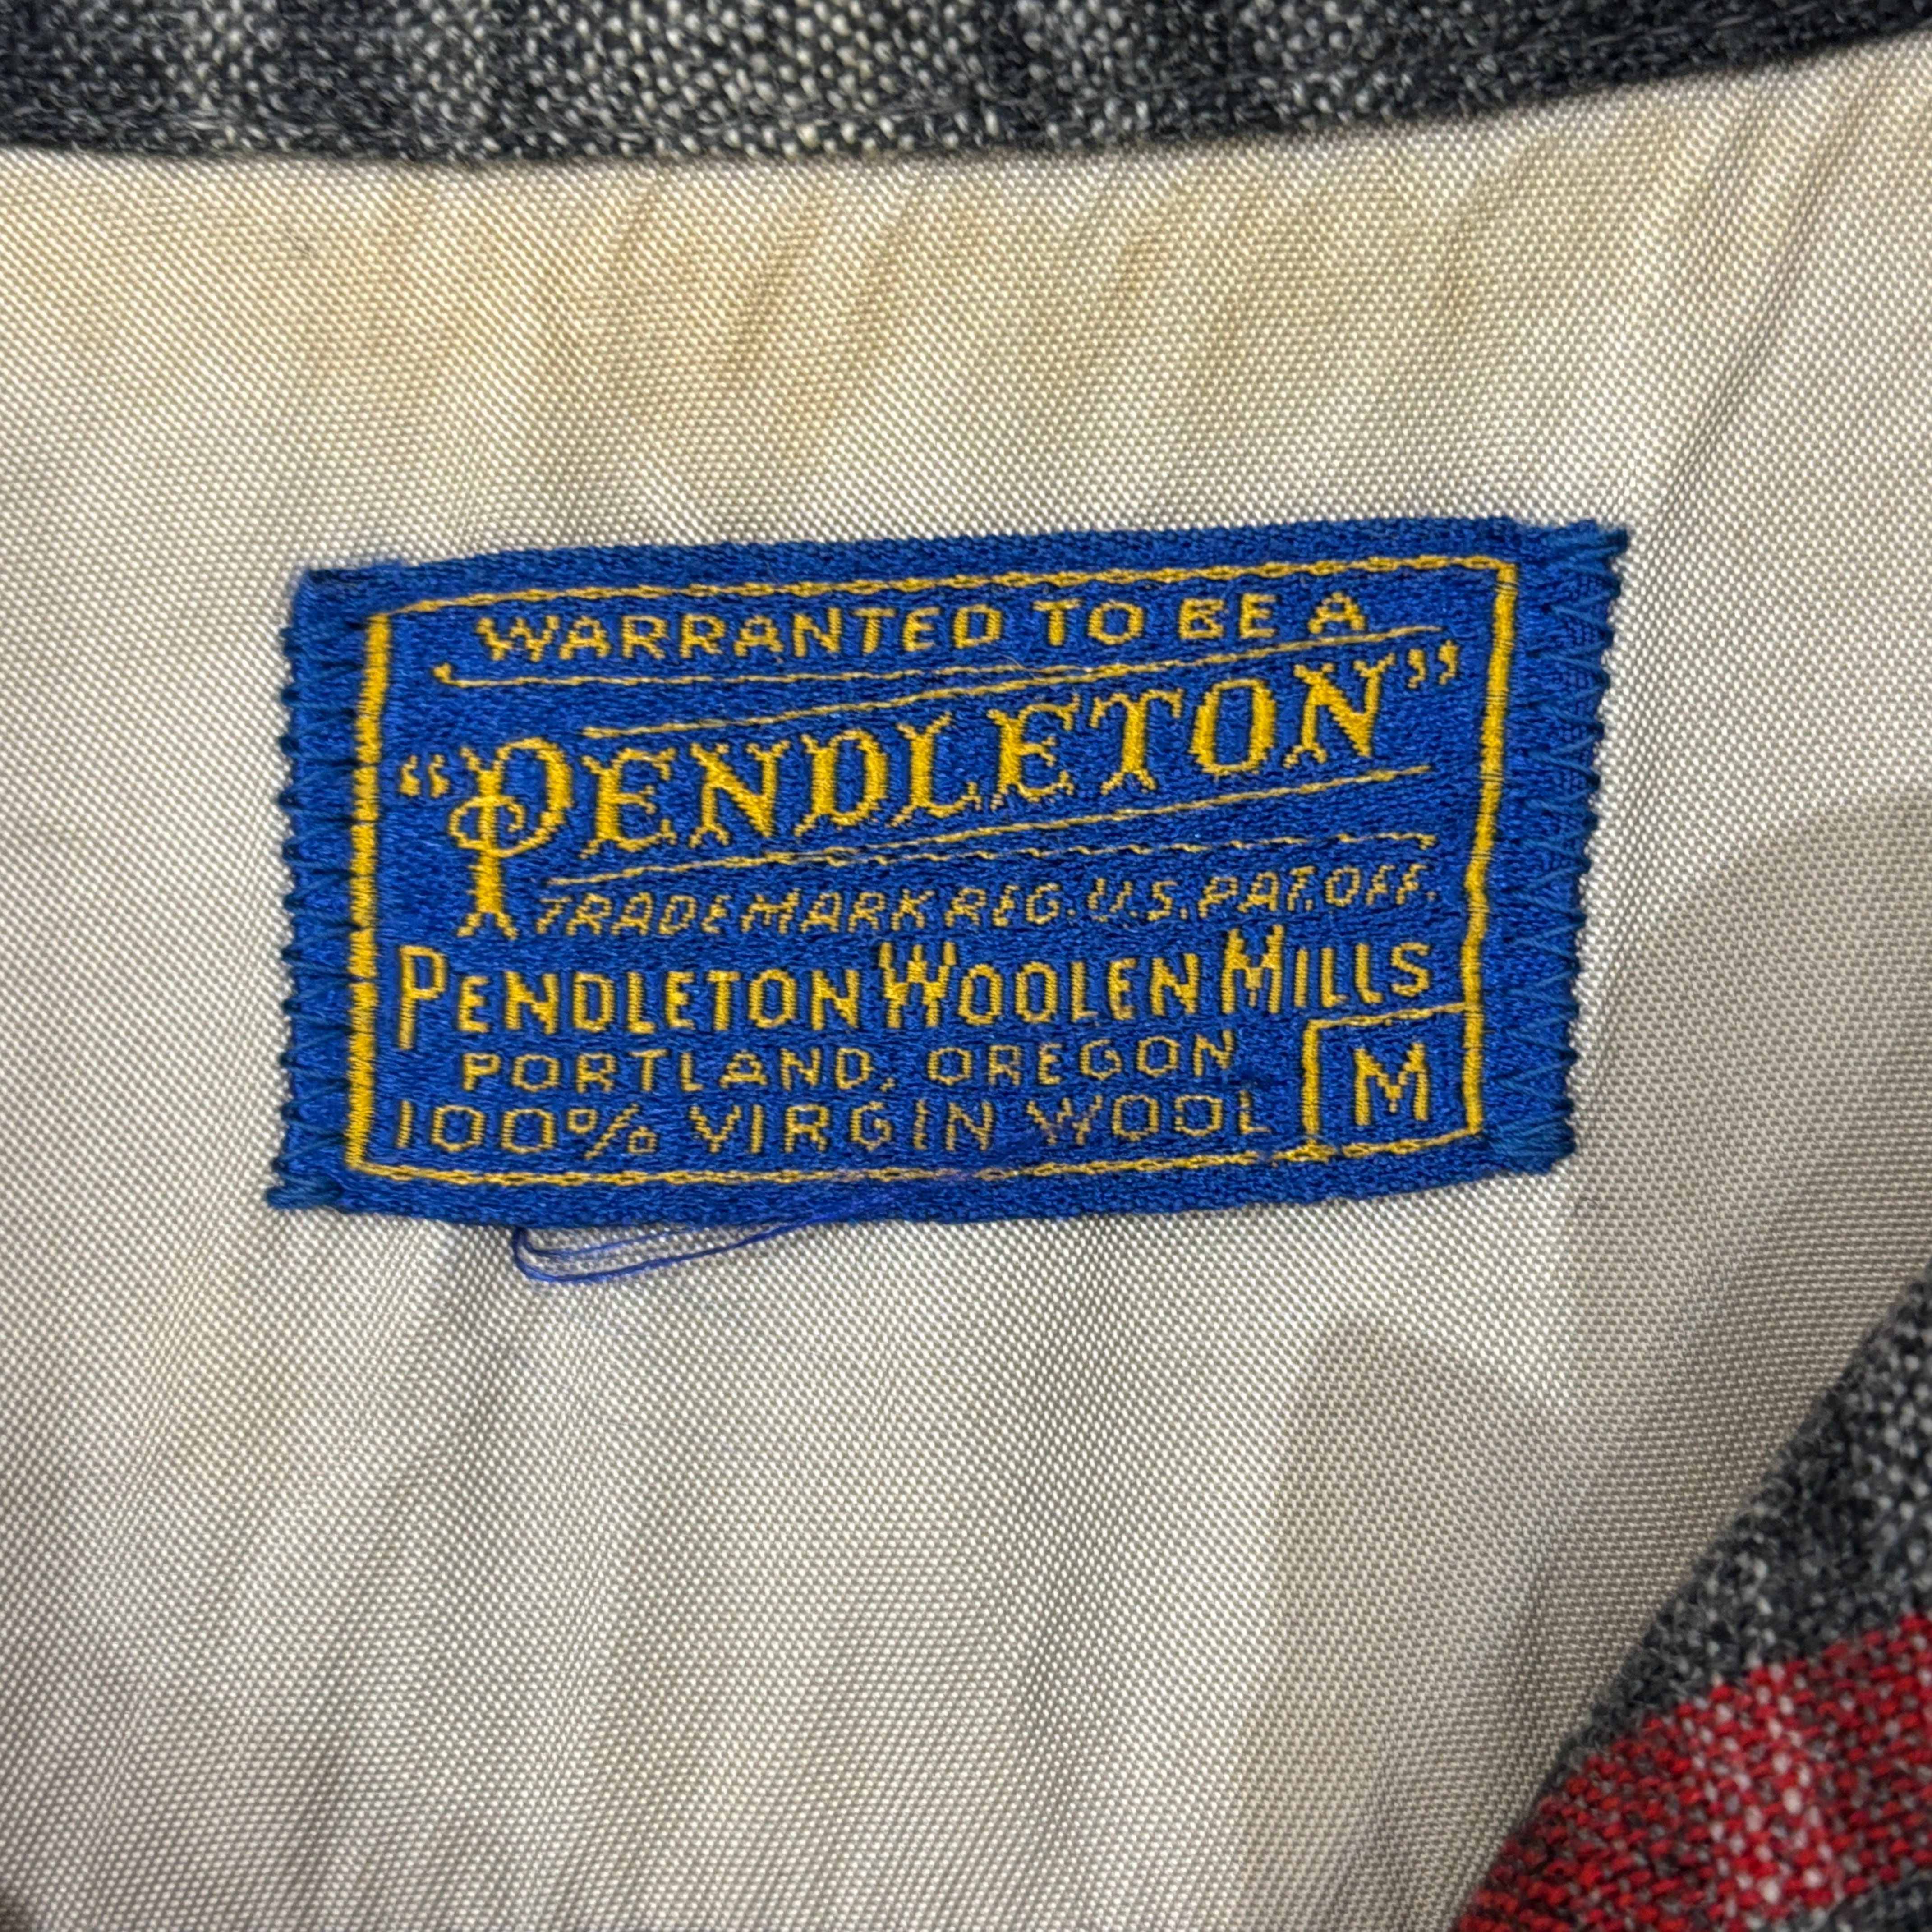 WARRANTED TO BE A
“PENDLETON”
TRADE MARK REG. U.S. PAT. OFF.
PENDLETON WOOLEN MILLS
PORTLAND, OREGON
100% VIRGIN WOOL
M